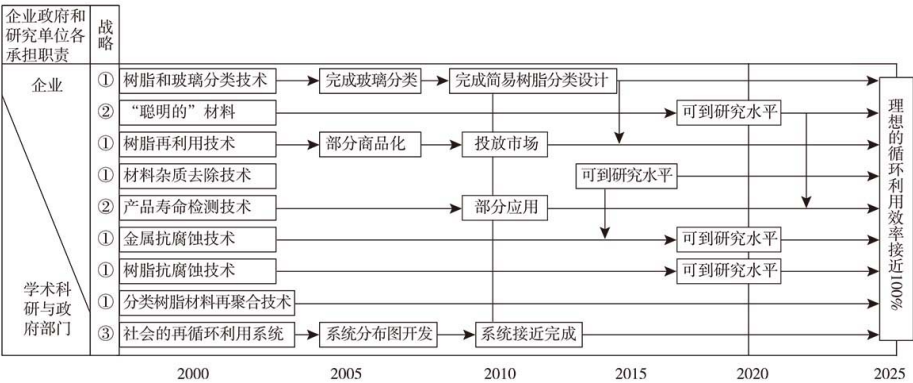 企业政府和
研究单位各
承担职责
战略
企业
① 树脂和玻璃分类技术 完成玻璃分类 完成简易树脂分类设计
② “聪明的”材料 可到研究水平
① 树脂再利用技术 部分商品化 投放市场
① 材料杂质去除技术 可到研究水平
② 产品寿命检测技术 部分应用
① 金属抗腐蚀技术 可到研究水平
① 树脂抗腐蚀技术 可到研究水平
① 分类树脂材料再聚合技术
③ 社会的再循环利用系统 系统分布图开发 系统接近完成
学术科
研与政
府部门
理想的循环利用效率接近100%
2000 2005 2010 2015 2020 2025